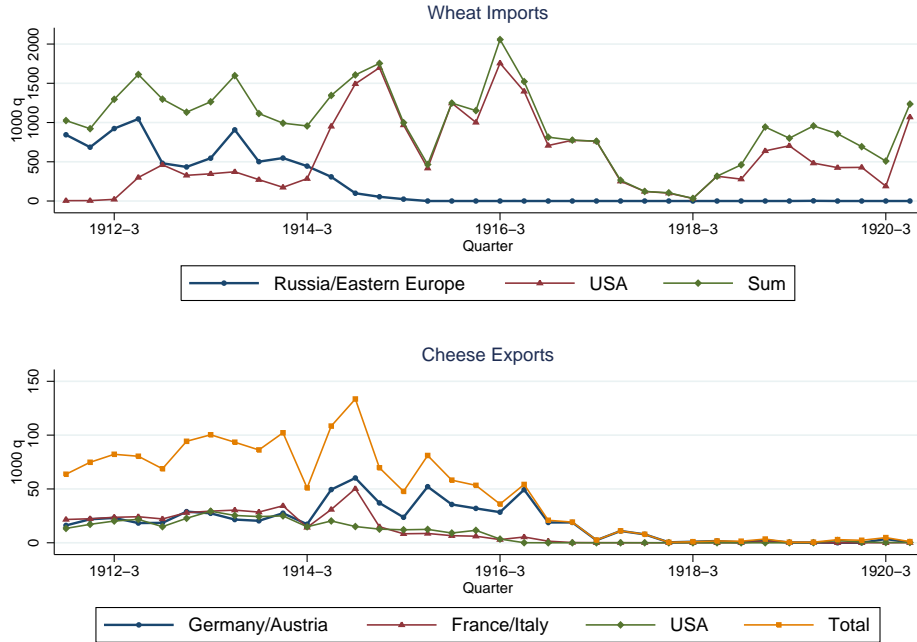 Wheat Imports
1000 q
2000
1500
1000
500
0
1912–3 1914–3 1916–3 1918–3 1920–3
Quarter
Russia/Eastern Europe USA Sum
Cheese Exports
1000 q
150
100
50
0
1912–3 1914–3 1916–3 1918–3 1920–3
Quarter
Germany/Austria France/Italy USA Total